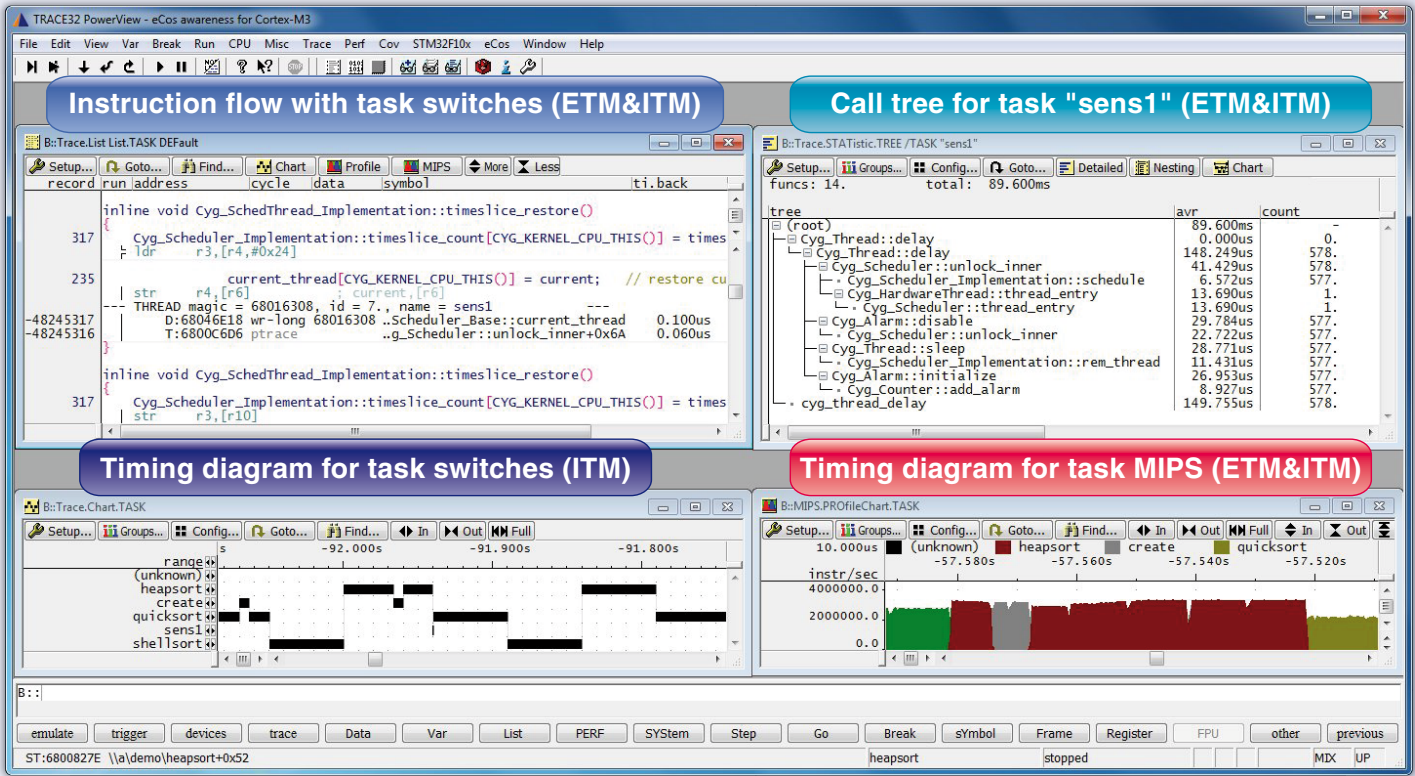 TRACE32 PowerView - eCos awareness for Cortex-M3
File Edit View Var Break Run CPU Misc Trace Perf Cov STM32F10x eCos Window Help
Instruction flow with task switches (ETM&ITM)
B::Trace.List List.TASK DEFault
Setup... Goto... Find... Chart Profile MIPS More Less
record run address cycle data symbol ti.back
inline void Cyg_SchedThread_Implementation::timeslice_restore()
{
317 Cyg_Scheduler_Implementation::timeslice_count[CYG_KERNEL_CPU_THIS()] = times
ldr r3,[r4,#0x24]
235 current_thread[CYG_KERNEL_CPU_THIS()] = current; // restore cu
str r4,[r6] ; current,[r6]
--- THREAD magic = 68016308, id = 7., name = sens1 ---
-48245317 D:68046E18 wr-long 68016308 ..Scheduler_Base::current_thread 0.100us
-48245316 T:6800C6D6 ptrace ..g_Scheduler::unlock_inner+0x6A 0.060us
}
inline void Cyg_SchedThread_Implementation::timeslice_restore()
{
317 Cyg_Scheduler_Implementation::timeslice_count[CYG_KERNEL_CPU_THIS()] = times
str r3,[r10]
Call tree for task "sens1" (ETM&ITM)
B::Trace.STATistic.TREE /TASK "sens1"
Setup... Groups... Config... Goto... Detailed Nesting Chart
funcs: 14. total: 89.600ms
tree avr count
(root) 89.600ms -
Cyg_Thread::delay 0.000us 0.
Cyg_Thread::delay 148.249us 578.
Cyg_Scheduler::unlock_inner 41.429us 578.
Cyg_Scheduler_Implementation::schedule 6.572us 577.
Cyg_HardwareThread::thread_entry 13.690us 1.
Cyg_Scheduler::thread_entry 13.690us 1.
Cyg_Alarm::disable 29.784us 577.
Cyg_Scheduler::unlock_inner 22.722us 577.
Cyg_Thread::sleep 28.771us 577.
Cyg_Scheduler_Implementation::rem_thread 11.431us 577.
Cyg_Alarm::initialize 26.953us 577.
Cyg_Counter::add_alarm 8.927us 577.
cyg_thread_delay 149.755us 578.
Timing diagram for task switches (ITM)
B::Trace.Chart.TASK
Setup... Groups... Config... Goto... Find... In Out Full
s -92.000s -91.900s -91.800s
range
(unknown)
heapsort
create
quicksort
sens1
shellsort
Timing diagram for task MIPS (ETM&ITM)
B::MIPS.PROfileChart.TASK
Setup... Groups... Config... Goto... Find... In Out Full In Out
10.000us (unknown) heapsort create quicksort
-57.580s -57.560s -57.540s -57.520s
instr/sec
4000000.0
2000000.0
0.0
B::
emulate trigger devices trace Data Var List PERF SYStem Step Go Break sYmbol Frame Register FPU other previous
ST:6800827E \\a\demo\heapsort+0x52 heapsort stopped MIX UP